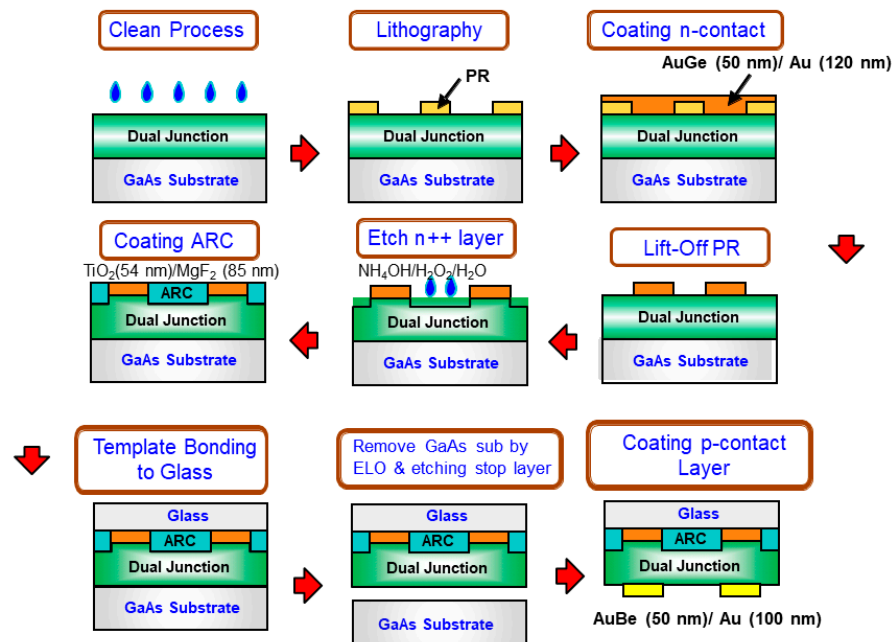 Clean Process
Dual Junction
GaAs Substrate
Lithography
PR
Dual Junction
GaAs Substrate
Coating n-contact
AuGe (50 nm)/ Au (120 nm)
Dual Junction
GaAs Substrate
Lift-Off PR
Dual Junction
GaAs Substrate
Etch n++ layer
NH₄OH/H₂O₂/H₂O
Dual Junction
GaAs Substrate
Coating ARC
TiO₂(54 nm)/MgF₂ (85 nm)
ARC
Dual Junction
GaAs Substrate
Template Bonding
to Glass
Glass
ARC
Dual Junction
GaAs Substrate
Remove GaAs sub by
ELO & etching stop layer
Glass
ARC
Dual Junction
GaAs Substrate
Coating p-contact
Layer
Glass
ARC
Dual Junction
AuBe (50 nm)/ Au (100 nm)